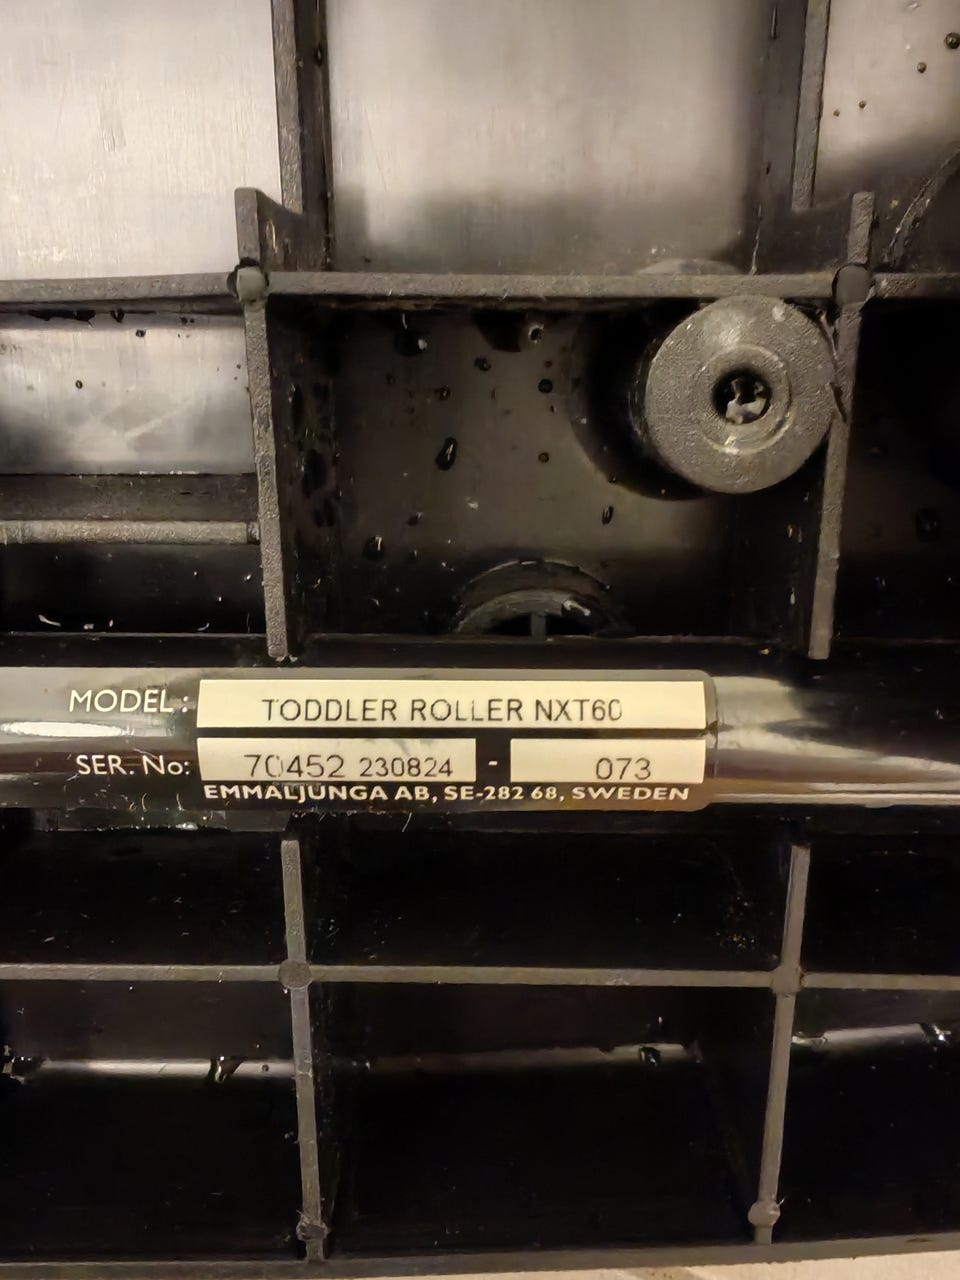 MODEL: TODDLER ROLLER NXT60
SER. No: 70452 230824 - 073
EMMALJUNGA AB, SE-282 68, SWEDEN